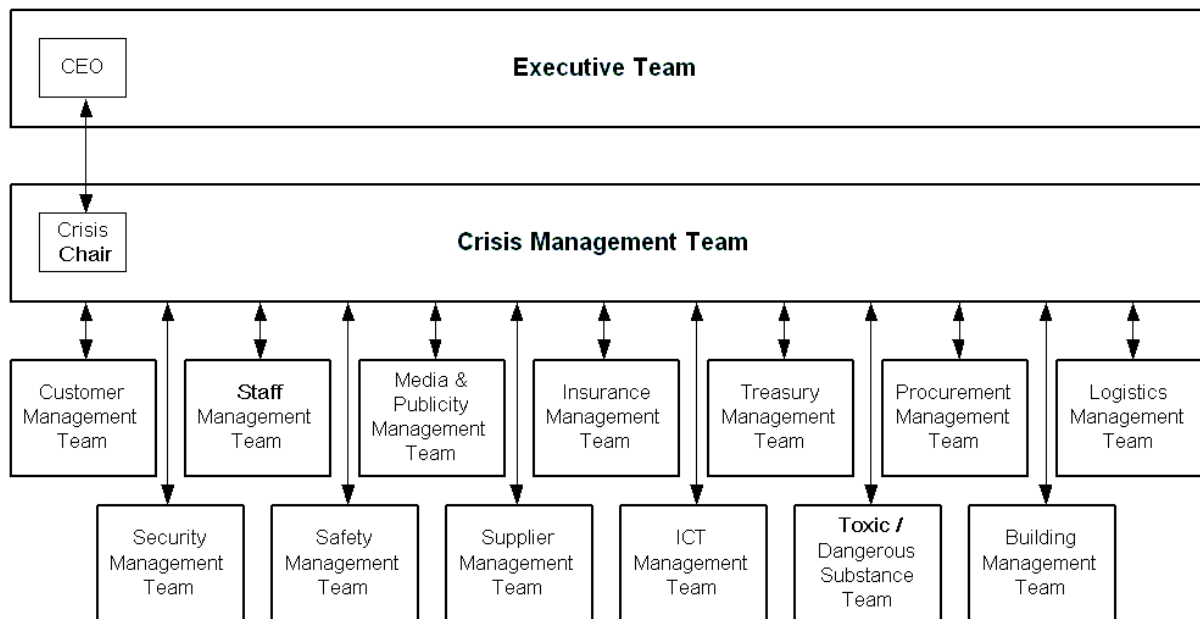 CEO
Executive Team
Crisis
Chair
Crisis Management Team
Customer
Management
Team
Staff
Management
Team
Media &
Publicity
Management
Team
Insurance
Management
Team
Treasury
Management
Team
Procurement
Management
Team
Logistics
Management
Team
Security
Management
Team
Safety
Management
Team
Supplier
Management
Team
ICT
Management
Team
Toxic /
Dangerous
Substance
Team
Building
Management
Team